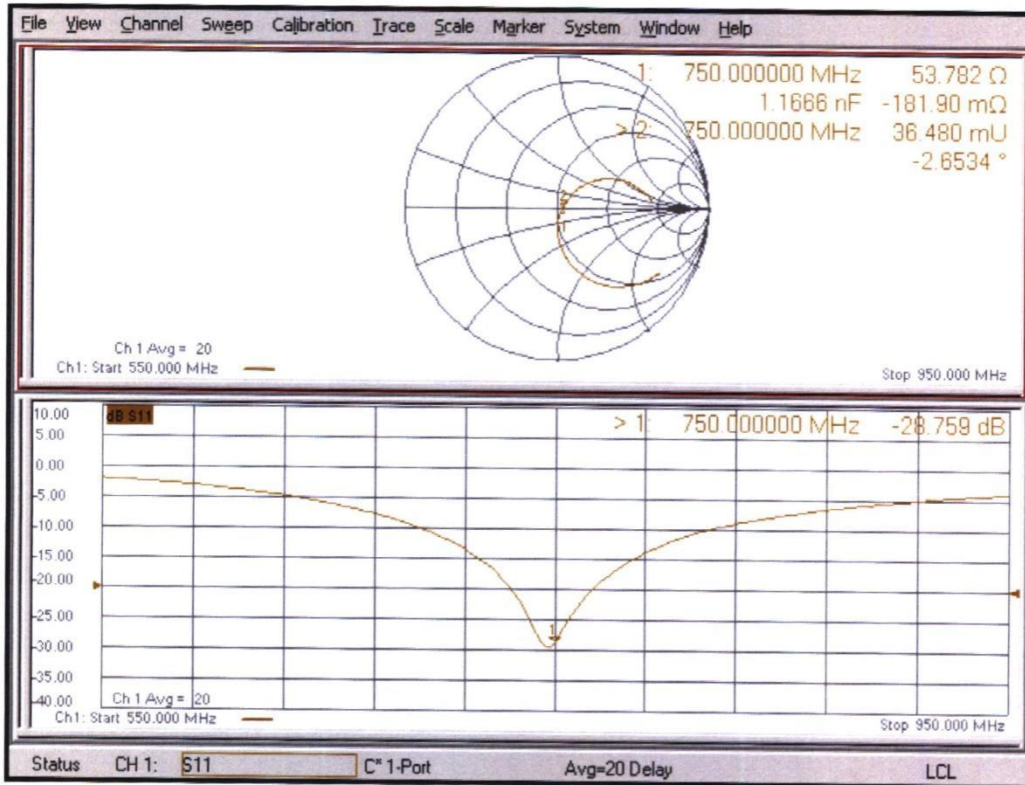 File View Channel Sweep Calibration Trace Scale Marker System Window Help
1: 750.000000 MHz 53.782 Ω
1.1666 nF -181.90 mΩ
> 2: 750.000000 MHz 36.480 mU
-2.6534 °
Ch 1 Avg = 20
Ch1: Start 550.000 MHz
Stop 950.000 MHz
dB S11
> 1: 750.000000 MHz -28.759 dB
10.00
5.00
0.00
-5.00
-10.00
-15.00
-20.00
-25.00
-30.00
-35.00
-40.00
1
Ch 1 Avg = 20
Ch1: Start 550.000 MHz
Stop 950.000 MHz
Status CH 1: S11 C* 1-Port Avg=20 Delay LCL